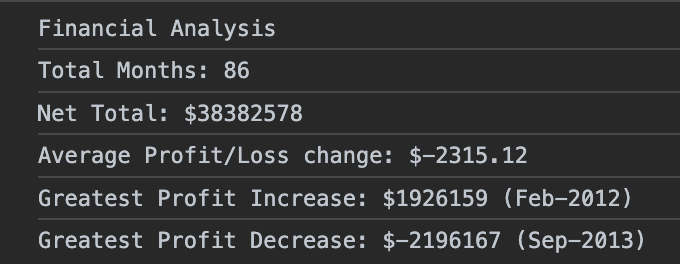 Financial Analysis
Total Months: 86
Net Total: $38382578
Average Profit/Loss change: $-2315.12
Greatest Profit Increase: $1926159 (Feb-2012)
Greatest Profit Decrease: $-2196167 (Sep-2013)